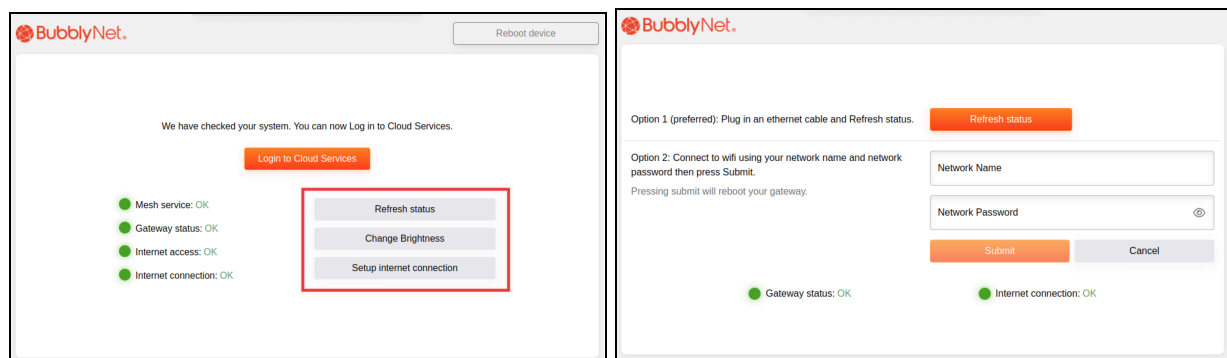 BubblyNet.
Reboot device
We have checked your system. You can now Log in to Cloud Services.
Login to Cloud Services
Mesh service: OK
Gateway status: OK
Internet access: OK
Internet connection: OK
Refresh status
Change Brightness
Setup internet connection
BubblyNet.
Option 1 (preferred): Plug in an ethernet cable and Refresh status.
Refresh status
Option 2: Connect to wifi using your network name and network
password then press Submit.
Pressing submit will reboot your gateway.
Network Name
Network Password
Submit
Cancel
Gateway status: OK
Internet connection: OK